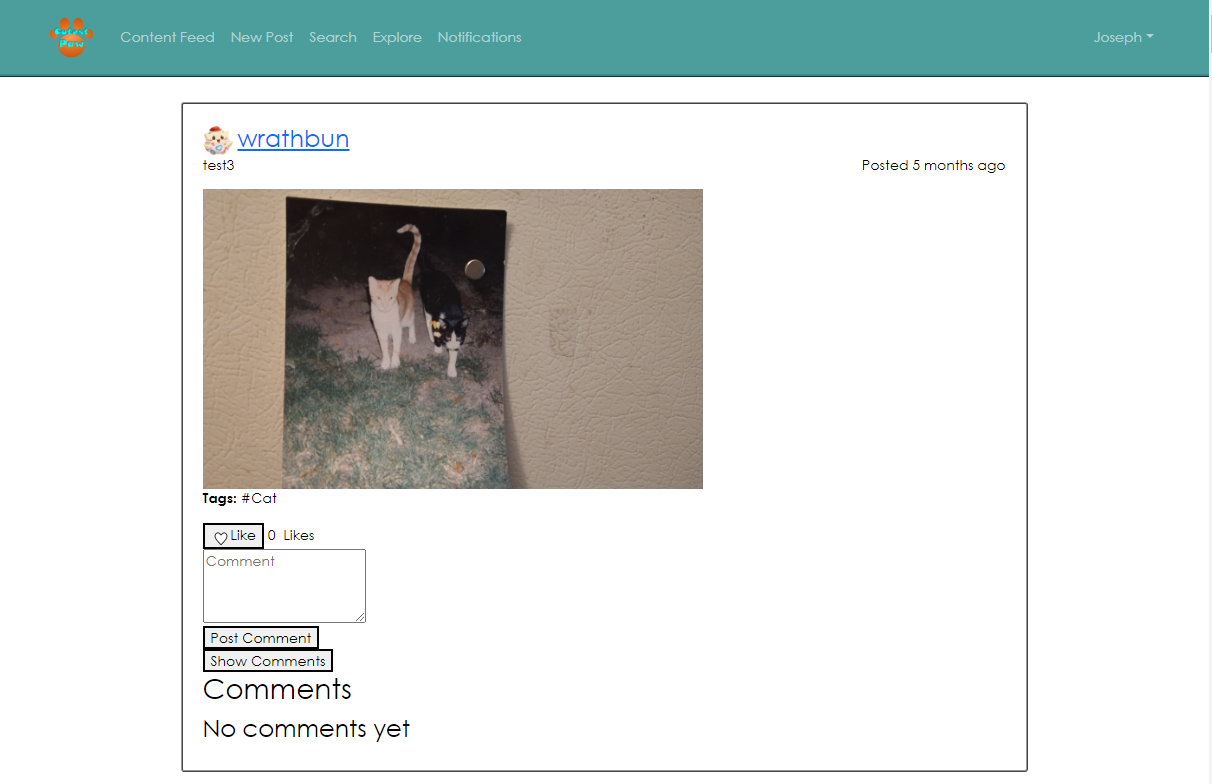 Content Feed New Post Search Explore Notifications Joseph
wrathbun
test3 Posted 5 months ago
Tags: #Cat
Like 0 Likes
Comment
Post Comment
Show Comments
Comments
No comments yet